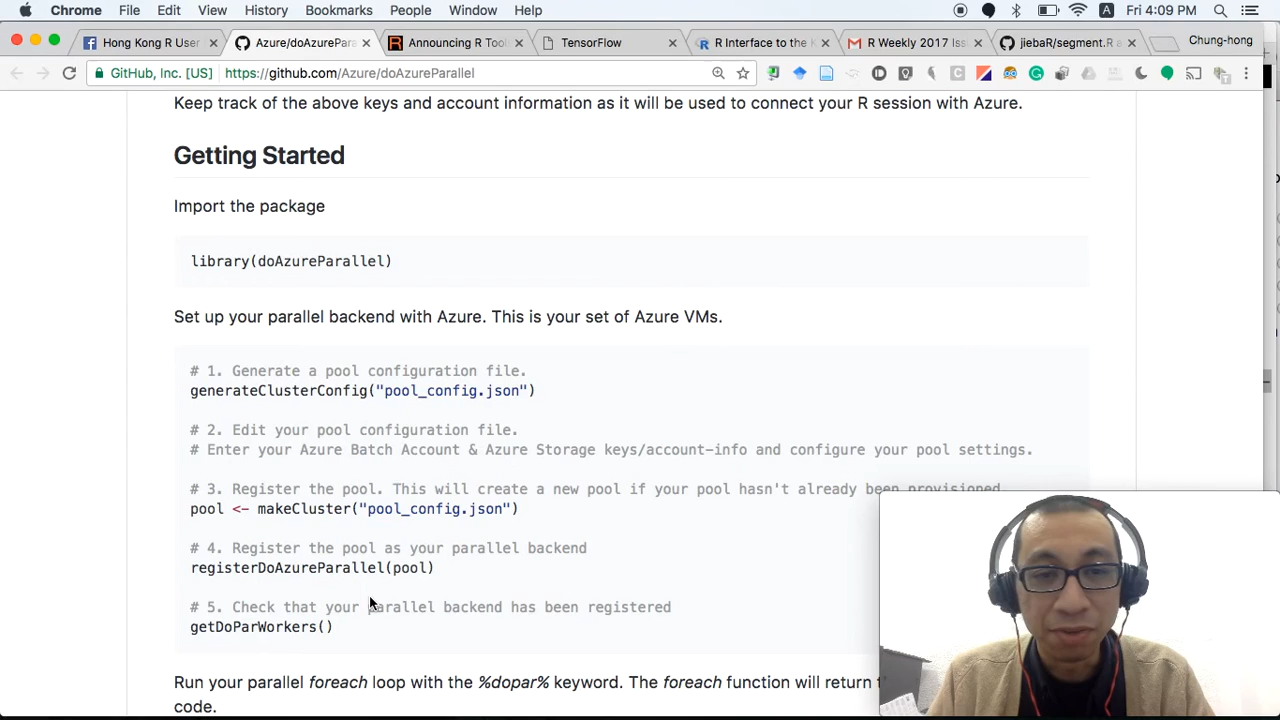 Chrome File Edit View History Bookmarks People Window Help A Fri 4:09 PM
Hong Kong R User Azure/doAzurePara Announcing R Tool TensorFlow R Interface to the R Weekly 2017 Iss jiebaR/segment.R a Chung-hong
GitHub, Inc. [US] https://github.com/Azure/doAzureParallel
Keep track of the above keys and account information as it will be used to connect your R session with Azure.
Getting Started
Import the package
library(doAzureParallel)
Set up your parallel backend with Azure. This is your set of Azure VMs.
# 1. Generate a pool configuration file.
generateClusterConfig("pool_config.json")
# 2. Edit your pool configuration file.
# Enter your Azure Batch Account & Azure Storage keys/account-info and configure your pool settings.
# 3. Register the pool. This will create a new pool if your pool hasn't already been provisioned.
pool <- makeCluster("pool_config.json")
# 4. Register the pool as your parallel backend
registerDoAzureParallel(pool)
# 5. Check that your parallel backend has been registered
getDoParWorkers()
Run your parallel foreach loop with the %dopar% keyword. The foreach function will return t
code.